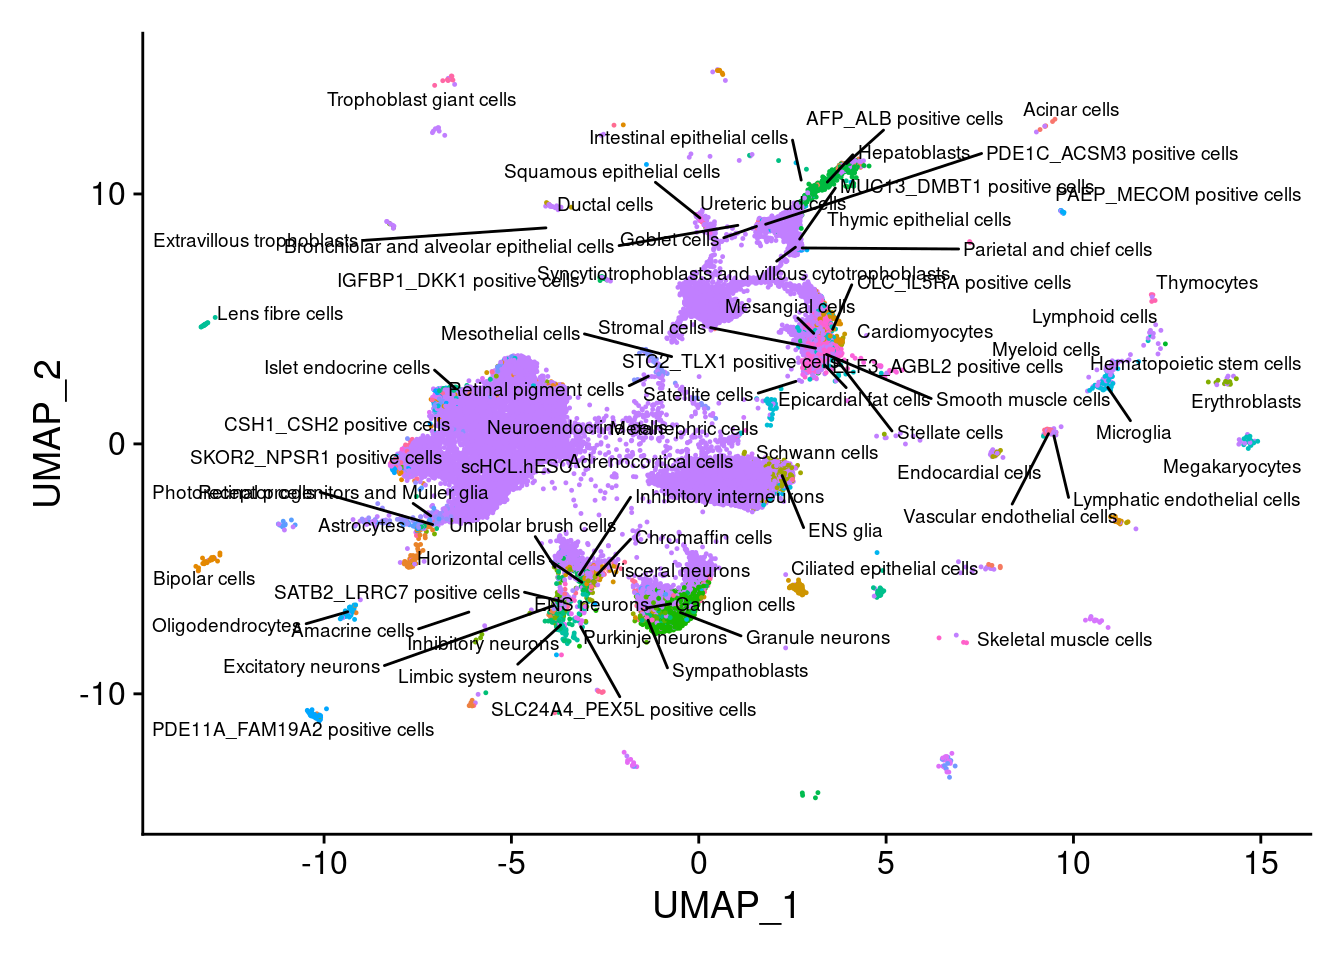 Trophoblast giant cells
Acinar cells
AFP_ALB positive cells
Intestinal epithelial cells
Hepatoblasts
PDE1C_ACSM3 positive cells
Squamous epithelial cells
MUC13_DMBT1 positive cells
PAEP_MECOM positive cells
10
Ductal cells
Ureteric bud cells
Thymic epithelial cells
Extravillous trophoblasts
Bronchiolar and alveolar epithelial cells
Goblet cells
Parietal and chief cells
IGFBP1_DKK1 positive cells
Syncytiotrophoblasts and villous cytotrophoblasts
OLC_IL5RA positive cells
Thymocytes
Lens fibre cells
Mesangial cells
Lymphoid cells
Mesothelial cells
Stromal cells
Cardiomyocytes
Myeloid cells
Islet endocrine cells
STC2_TLX1 positive cells
ELF3_AGBL2 positive cells
Hematopoietic stem cells
Retinal pigment cells
Satellite cells
Epicardial fat cells
Smooth muscle cells
Erythroblasts
CSH1_CSH2 positive cells
Neuroendocrine cells
Metanephric cells
Stellate cells
Microglia
0
SKOR2_NPSR1 positive cells
scHCL.hESC
Adrenocortical cells
Schwann cells
Endocardial cells
Megakaryocytes
Photoreceptor cells
Retinal progenitors and Muller glia
Inhibitory interneurons
Lymphatic endothelial cells
Astrocytes
Unipolar brush cells
ENS glia
Vascular endothelial cells
Chromaffin cells
Horizontal cells
Visceral neurons
Ciliated epithelial cells
Bipolar cells
SATB2_LRRC7 positive cells
ENS neurons
Ganglion cells
Oligodendrocytes
Amacrine cells
Inhibitory neurons
Purkinje neurons
Granule neurons
Skeletal muscle cells
Excitatory neurons
Limbic system neurons
Sympathoblasts
-10
SLC24A4_PEX5L positive cells
PDE11A_FAM19A2 positive cells
-10
-5
0
5
10
15
UMAP_1
UMAP_2